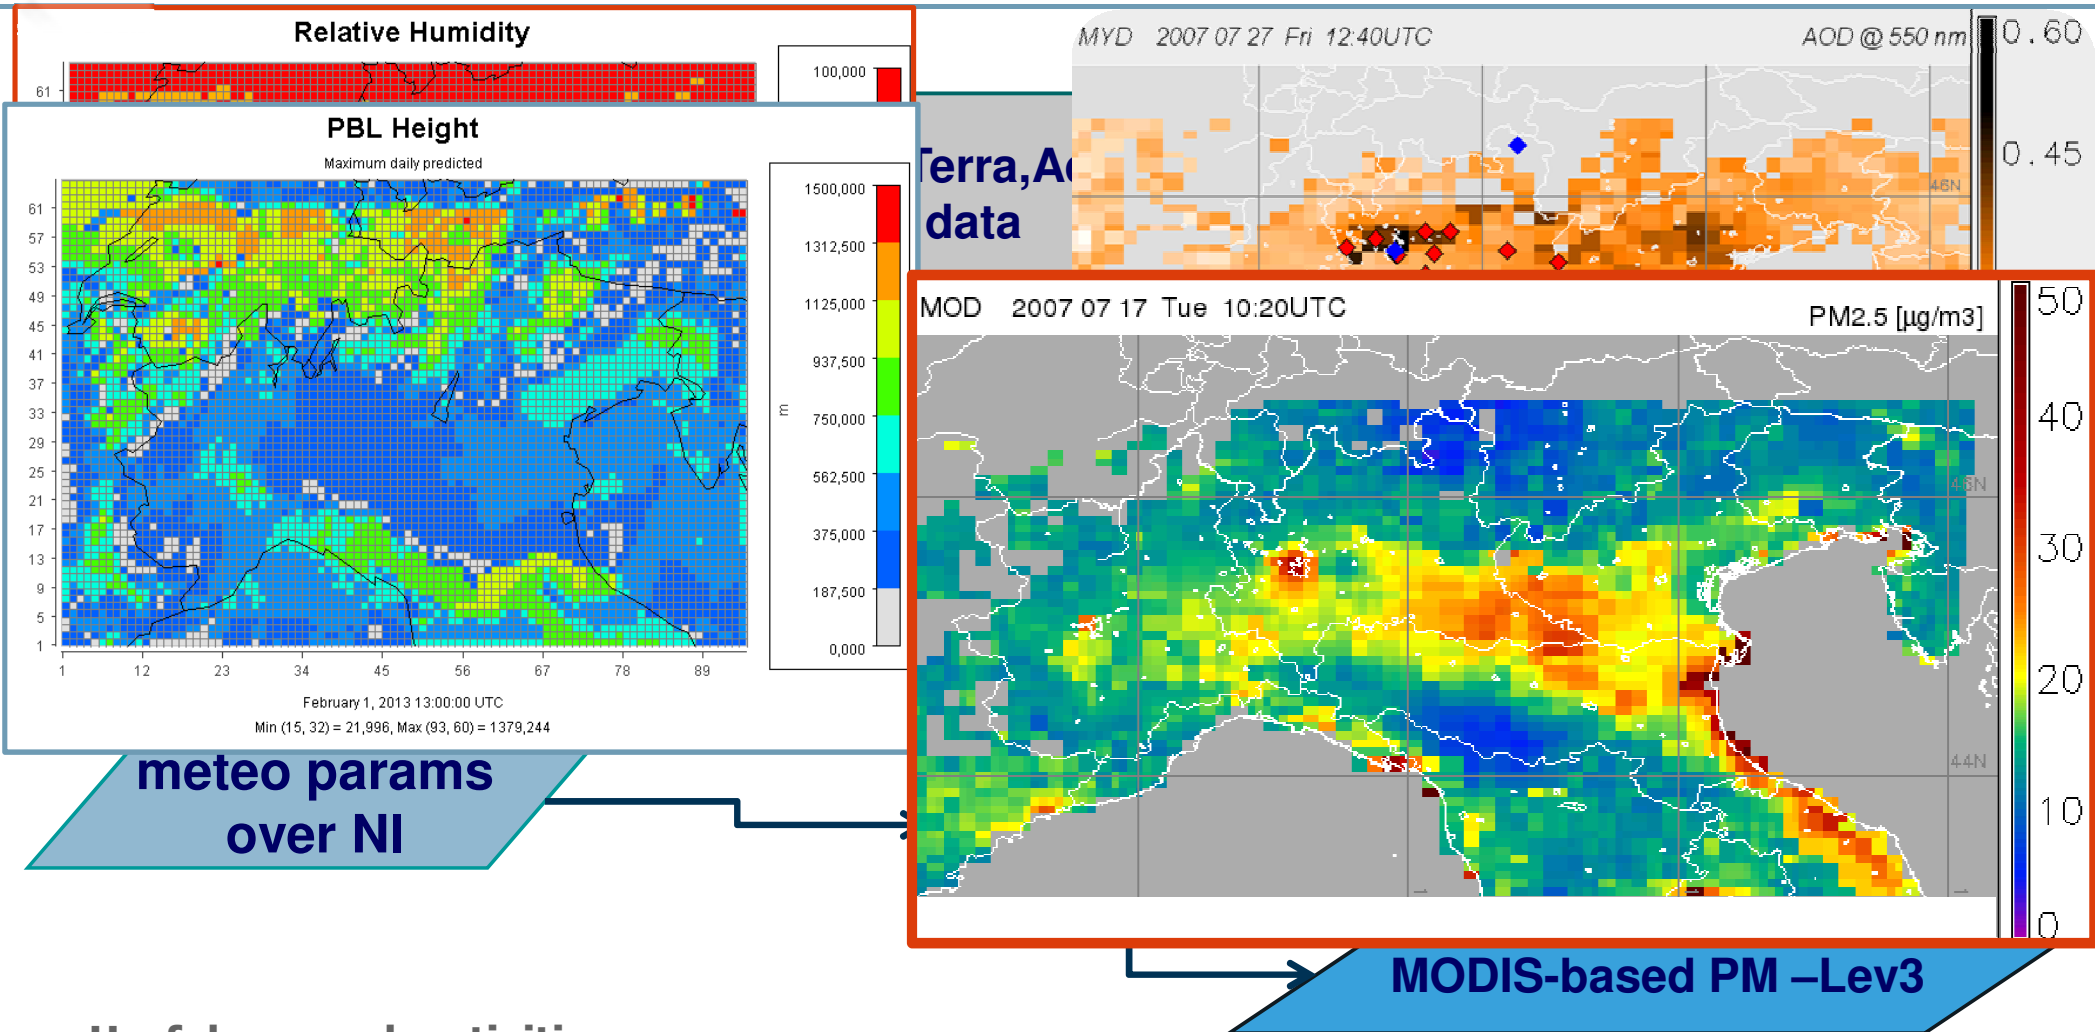 Relative Humidity
100,000
61
PBL Height
Maximum daily predicted
1500,000
1312,500
1125,000
937,500
750,000
562,500
375,000
187,500
0,000
m
61
57
53
49
45
41
37
33
29
25
21
17
13
9
5
1
1 12 23 34 45 56 67 78 89
February 1, 2013 13:00:00 UTC
Min (15, 32) = 21,996, Max (93, 60) = 1379,244
data
MYD 2007 07 27 Fri 12:40UTC AOD @ 550 nm
0.60
0.45
46N
MOD 2007 07 17 Tue 10:20UTC PM2.5 [µg/m3]
50
40
30
20
10
0
44N
meteo params
over NI
MODIS-based PM –Lev3